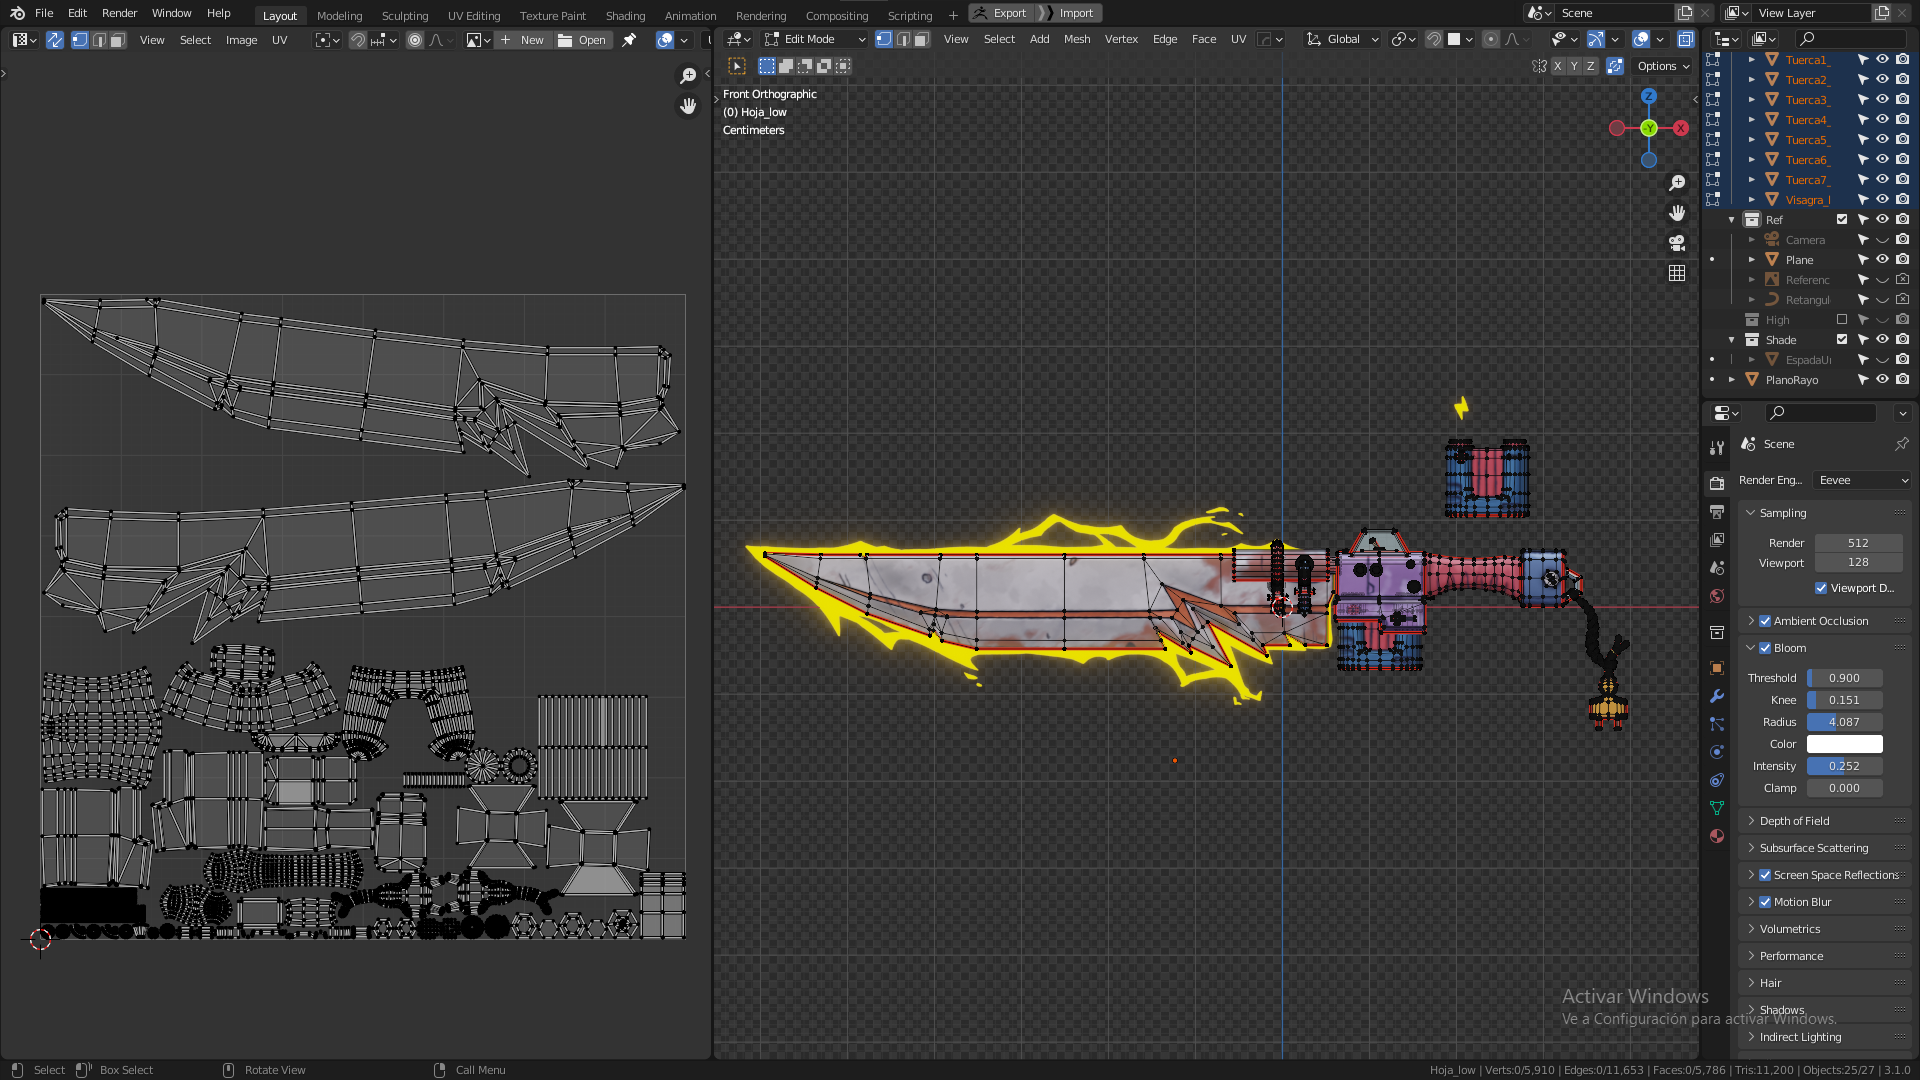 File Edit Render Window Help Layout Modeling Sculpting UV Editing Texture Paint Shading Animation Rendering Compositing Scripting + Export Import Scene View Layer
View Select Image UV + New Open Edit Mode View Select Add Mesh Vertex Edge Face UV Global
X Y Z Options
Front Orthographic
(0) Hoja_low
Centimeters
Z
-Y
X
Tuerca1_
Tuerca2_
Tuerca3_
Tuerca4_
Tuerca5_
Tuerca6_
Tuerca7_
Visagra_l
Ref
Camera
Plane
Referenc
Retangul
High
Shade
EspadaUı
PlanoRayo
Scene
Render Eng... Eevee
Sampling
Render 512
Viewport 128
Viewport D...
Ambient Occlusion
Bloom
Threshold 0.900
Knee 0.151
Radius 4.087
Color
Intensity 0.252
Clamp 0.000
Depth of Field
Subsurface Scattering
Screen Space Reflections
Motion Blur
Volumetrics
Performance
Hair
Shadows
Indirect Lighting
Activar Windows
Ve a Configuración para activar Windows.
Select Box Select Rotate View Call Menu
Hoja_low | Verts:0/5,910 | Edges:0/11,653 | Faces:0/5,786 | Tris:11,200 | Objects:25/27 | 3.1.0